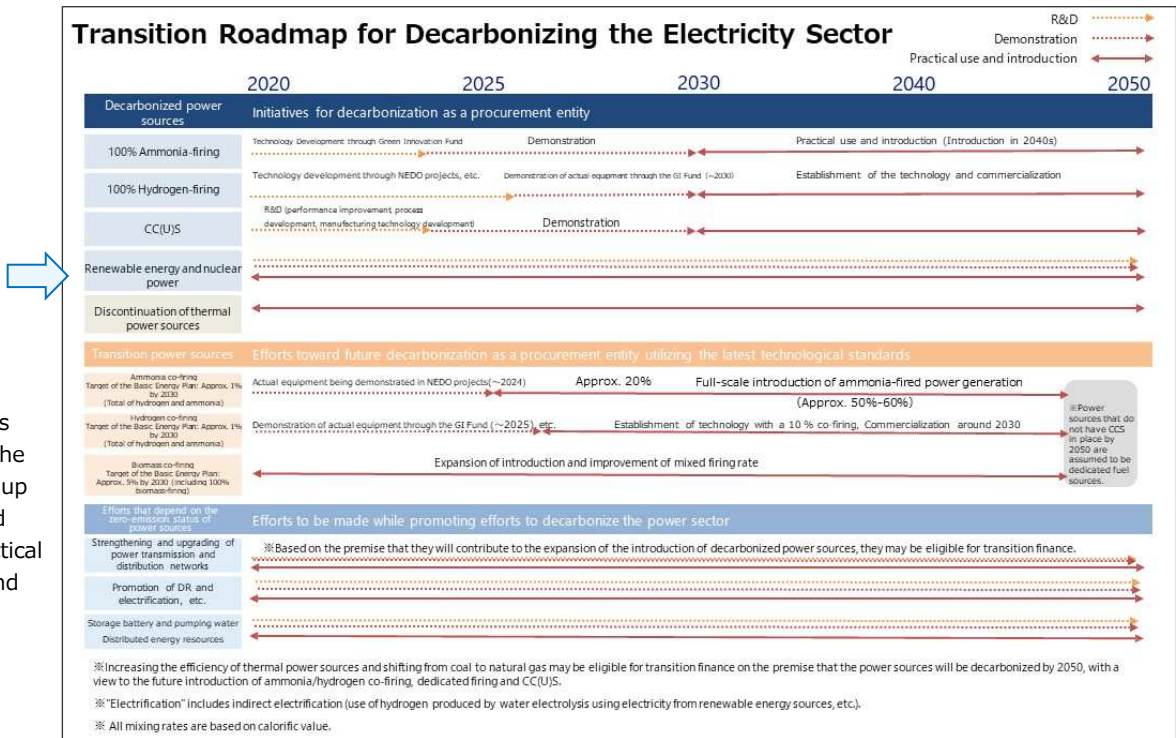 Transition Roadmap for Decarbonizing the Electricity Sector
R&D
Demonstration
Practical use and introduction
2020 2025 2030 2040 2050
Decarbonized power
sources
Initiatives for decarbonization as a procurement entity
100% Ammonia-firing
Technology Development through Green Innovation Fund
Demonstration
Practical use and introduction (Introduction in 2040s)
100% Hydrogen-firing
Technology development through NEDO projects, etc.
Demonstration of actual equipment through the GI Fund (~2030)
Establishment of the technology and commercialization
CC(U)S
R&D (performance improvement, process
development, manufacturing technology development)
Demonstration
Renewable energy and nuclear
power
Discontinuation of thermal
power sources
Transition power sources
Efforts toward future decarbonization as a procurement entity utilizing the latest technological standards
Ammonia co-firing
Target of the Basic Energy Plan: Approx. 1%
by 2030
(Total of hydrogen and ammonia)
Actual equipment being demonstrated in NEDO projects(~2024)
Approx. 20%
Full-scale introduction of ammonia-fired power generation
(Approx. 50%-60%)
Hydrogen co-firing
Target of the Basic Energy Plan: Approx. 1%
by 2030
(Total of hydrogen and ammonia)
Demonstration of actual equipment through the GI Fund (~2025), etc.
Establishment of technology with a 10 % co-firing, Commercialization around 2030
Biomass co-firing
Target of the Basic Energy Plan:
Approx. 5% by 2030 (including 100%
biomass-firing)
Expansion of introduction and improvement of mixed firing rate
※Power
sources that do
not have CCS
in place by
2050 are
assumed to be
dedicated fuel
sources.
Efforts that depend on the
zero-emission status of
power sources
Efforts to be made while promoting efforts to decarbonize the power sector
Strengthening and upgrading of
power transmission and
distribution networks
※Based on the premise that they will contribute to the expansion of the introduction of decarbonized power sources, they may be eligible for transition finance.
Promotion of DR and
electrification, etc.
Storage battery and pumping water
Distributed energy resources
※Increasing the efficiency of thermal power sources and shifting from coal to natural gas may be eligible for transition finance on the premise that the power sources will be decarbonized by 2050, with a
view to the future introduction of ammonia/hydrogen co-firing, dedicated firing and CC(U)S.
※"Electrification" includes indirect electrification (use of hydrogen produced by water electrolysis using electricity from renewable energy sources, etc.).
※ All mixing rates are based on calorific value.
s
he
up
d
tical
nd